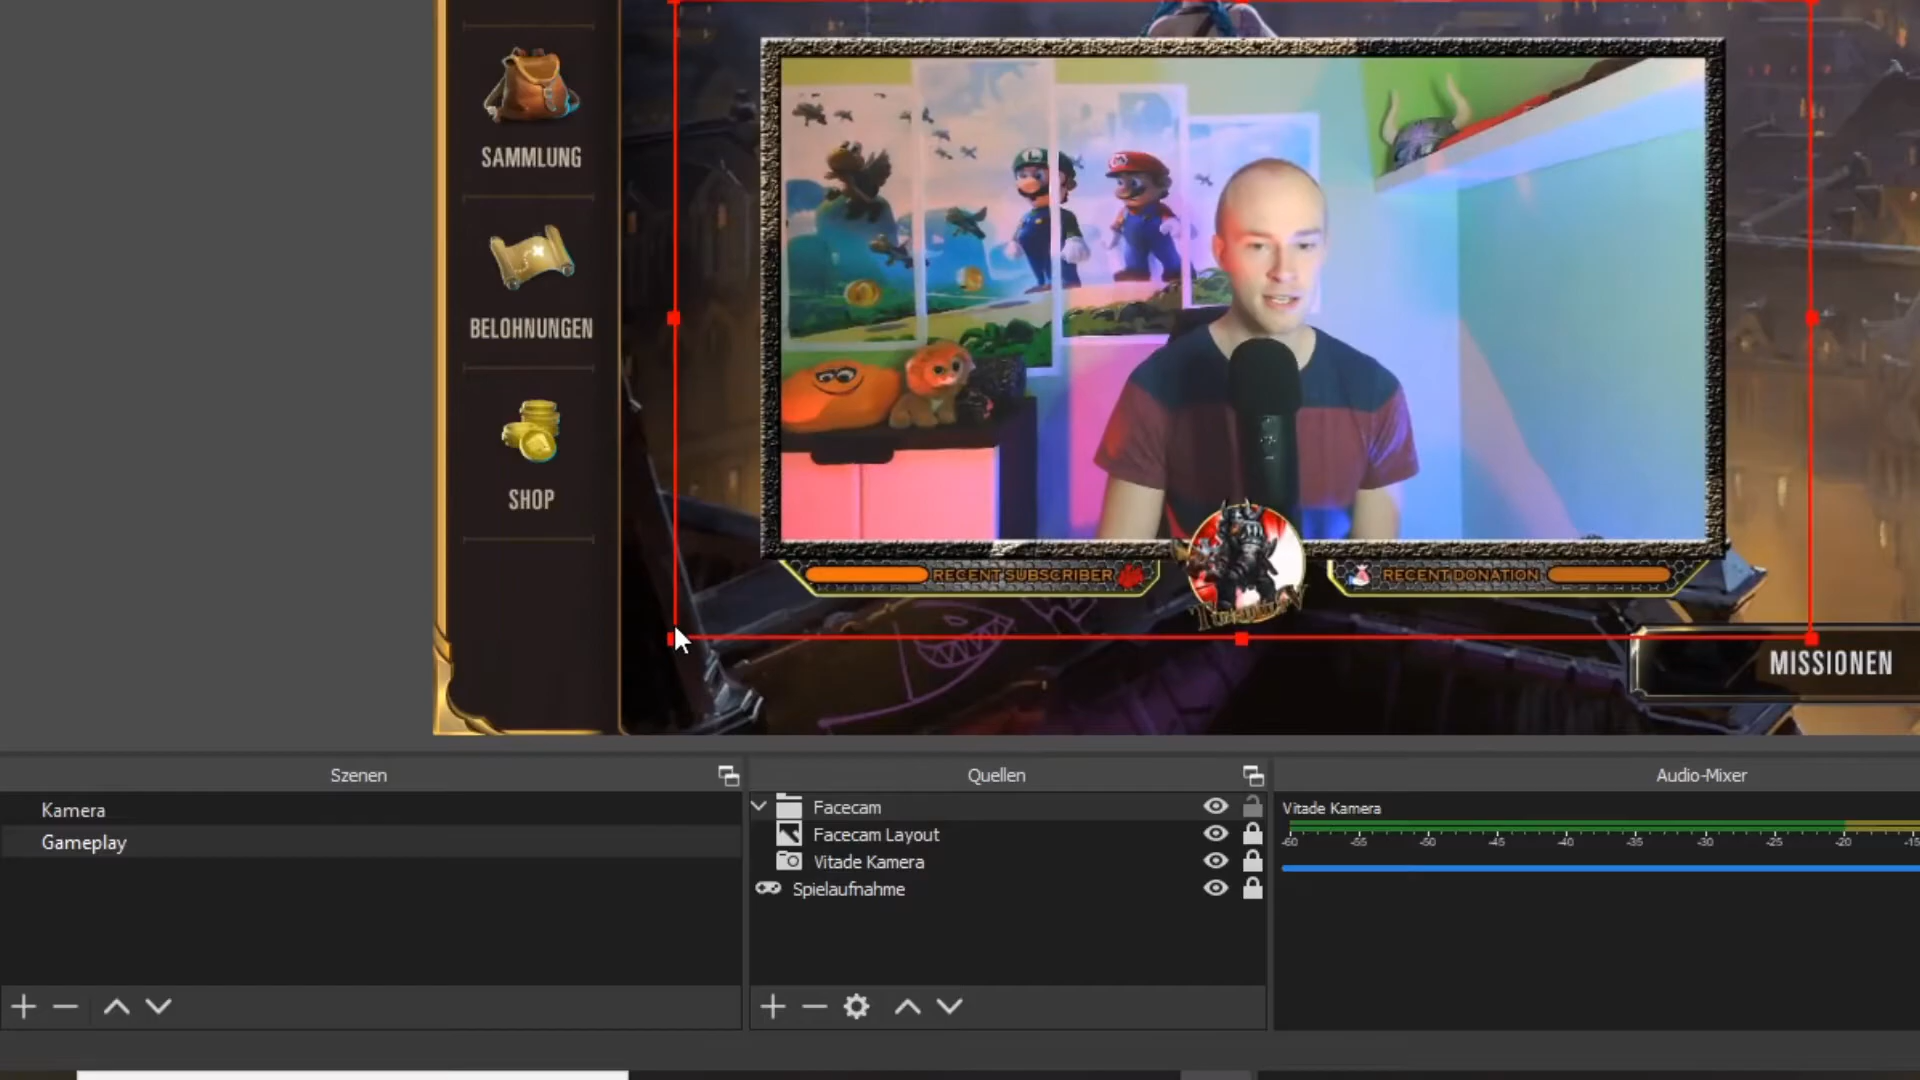 SAMMLUNG
BELOHNUNGEN
SHOP
RECENT SUBSCRIBER
RECENT DONATION
MISSIONEN
Szenen
Kamera
Gameplay
Quellen
Facecam
Facecam Layout
Vitade Kamera
Spielaufnahme
Audio-Mixer
Vitade Kamera
-60 -55 -50 -45 -40 -35 -30 -25 -20 -15